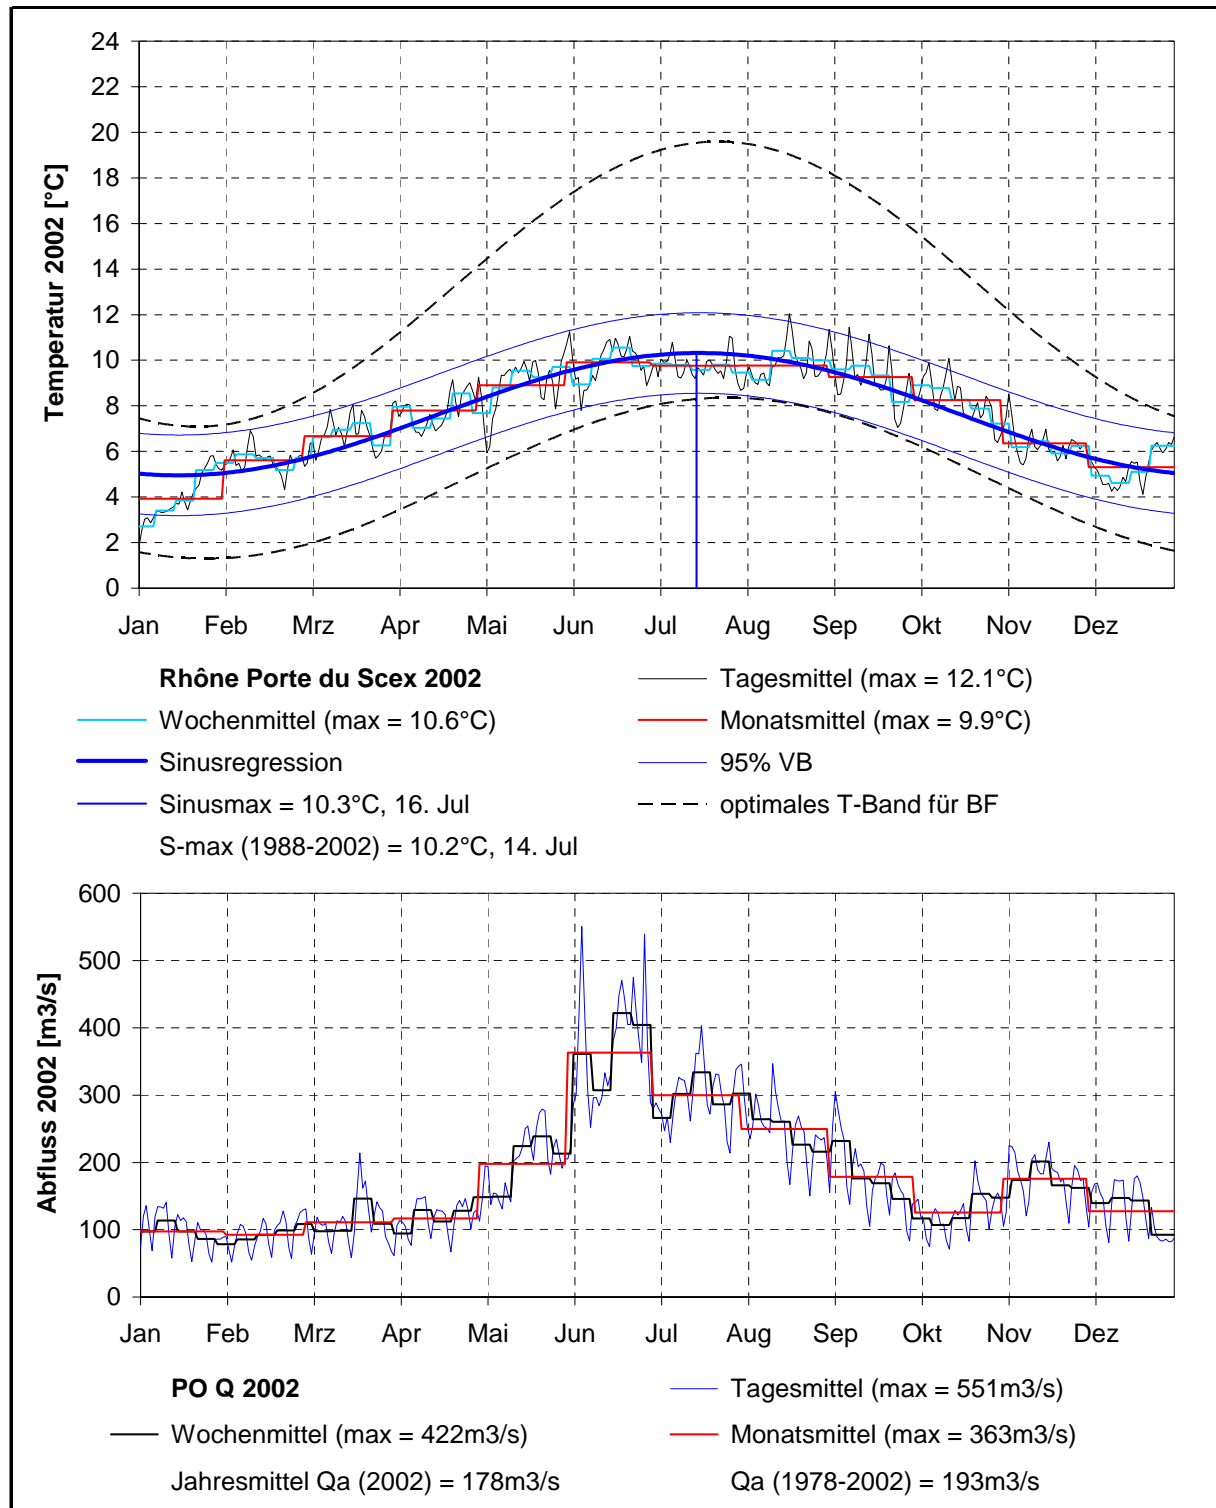 24
22
20
18
16
14
12
10
8
6
4
2
0
Temperatur 2002 [°C]
Jan Feb Mrz Apr Mai Jun Jul Aug Sep Okt Nov Dez
Rhône Porte du Scex 2002
Tagesmittel (max = 12.1°C)
Wochenmittel (max = 10.6°C)
Monatsmittel (max = 9.9°C)
Sinusregression
95% VB
Sinusmax = 10.3°C, 16. Jul
optimales T-Band für BF
S-max (1988-2002) = 10.2°C, 14. Jul
600
500
400
300
200
100
0
Abfluss 2002 [m3/s]
Jan Feb Mrz Apr Mai Jun Jul Aug Sep Okt Nov Dez
PO Q 2002
Tagesmittel (max = 551m3/s)
Wochenmittel (max = 422m3/s)
Monatsmittel (max = 363m3/s)
Jahresmittel Qa (2002) = 178m3/s
Qa (1978-2002) = 193m3/s